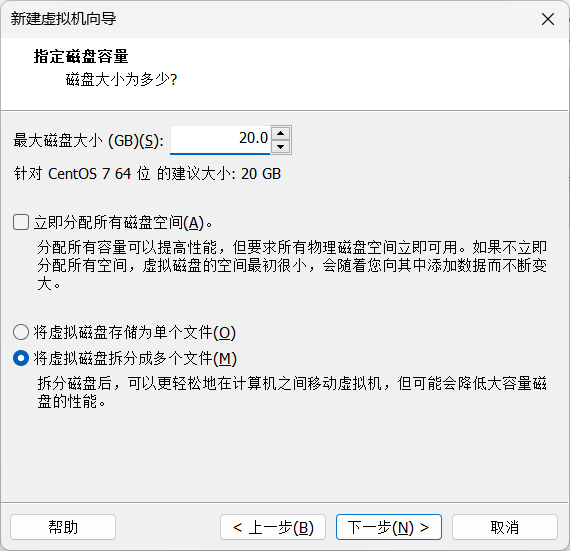 新建虚拟机向导
指定磁盘容量
磁盘大小为多少?
最大磁盘大小 (GB)(S): 20.0
针对 CentOS 7 64 位 的建议大小: 20 GB
立即分配所有磁盘空间(A)。
分配所有容量可以提高性能，但要求所有物理磁盘空间立即可用。如果不立即
分配所有空间，虚拟磁盘的空间最初很小，会随着您向其中添加数据而不断变
大。
将虚拟磁盘存储为单个文件(O)
将虚拟磁盘拆分成多个文件(M)
拆分磁盘后，可以更轻松地在计算机之间移动虚拟机，但可能会降低大容量磁
盘的性能。
帮助 < 上一步(B) 下一步(N) > 取消